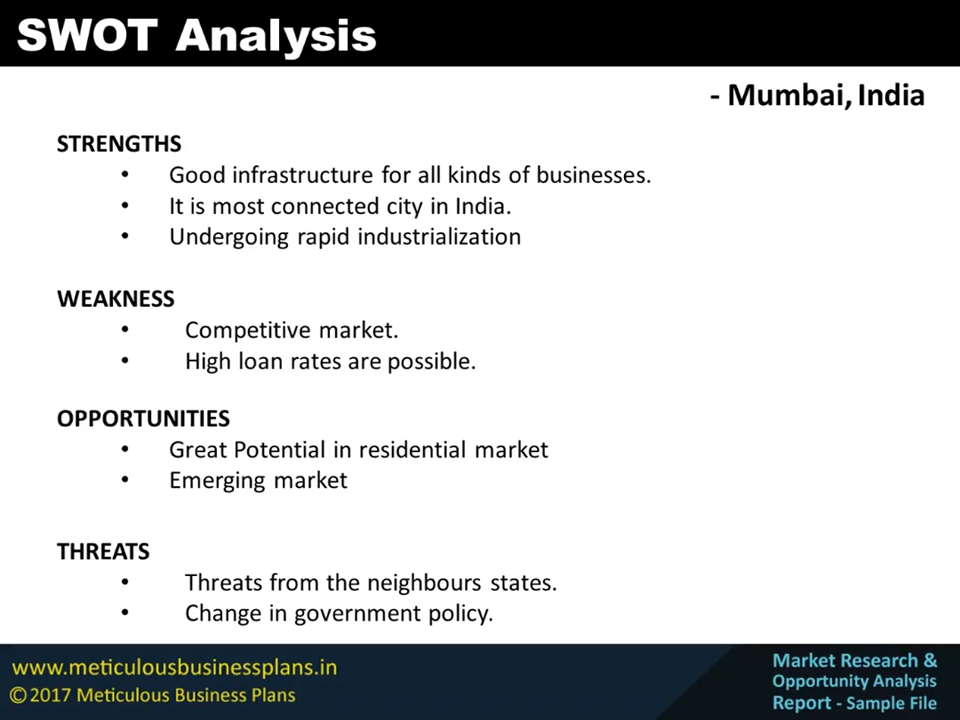 SWOT Analysis
- Mumbai, India
STRENGTHS
• Good infrastructure for all kinds of businesses.
• It is most connected city in India.
• Undergoing rapid industrialization
WEAKNESS
• Competitive market.
• High loan rates are possible.
OPPORTUNITIES
• Great Potential in residential market
• Emerging market
THREATS
• Threats from the neighbours states.
• Change in government policy.
www.meticulousbusinessplans.in
©2017 Meticulous Business Plans
Market Research &
Opportunity Analysis
Report - Sample File